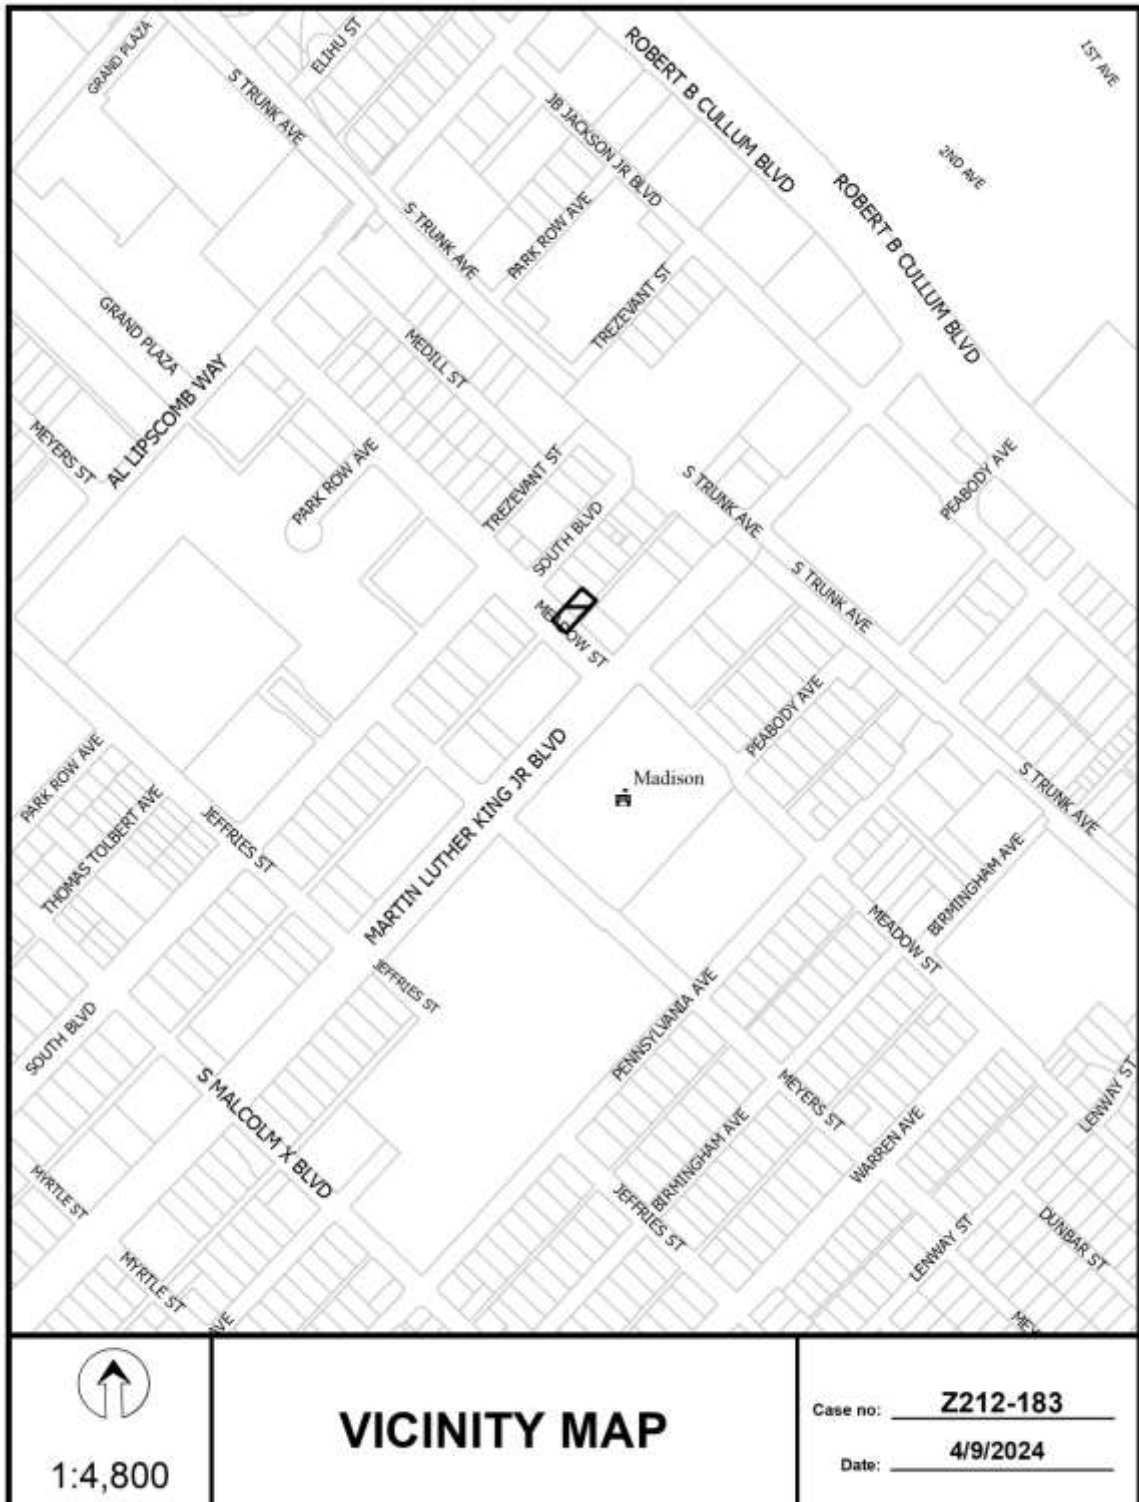 GRAND PLAZA
ELIHU ST
S TRUNK AVE
ROBERT B CULLUM BLVD
1ST AVE
JB JACKSON JR BLVD
2ND AVE
ROBERT B CULLUM BLVD
S TRUNK AVE
PARK ROW AVE
TREZEVANT ST
GRAND PLAZA
MEDILL ST
AL LIPSCOMB WAY
MEYERS ST
PARK ROW AVE
TREZEVANT ST
SOUTH BLVD
S TRUNK AVE
PEABODY AVE
S TRUNK AVE
MEADOW ST
PEABODY AVE
Madison
PARK ROW AVE
THOMAS TOLBERT AVE
JEFFRIES ST
MARTIN LUTHER KING JR BLVD
S TRUNK AVE
BIRMINGHAM AVE
MEADOW ST
JEFFRIES ST
PENNSYLVANIA AVE
SOUTH BLVD
S MALCOLM X BLVD
MEYERS ST
LENWAY ST
BIRMINGHAM AVE
WARREN AVE
MYRTLE ST
JEFFRIES ST
LENWAY ST
DUNBAR ST
MYRTLE ST
AVE
MEY
1:4,800
VICINITY MAP
Case no: Z212-183
Date: 4/9/2024